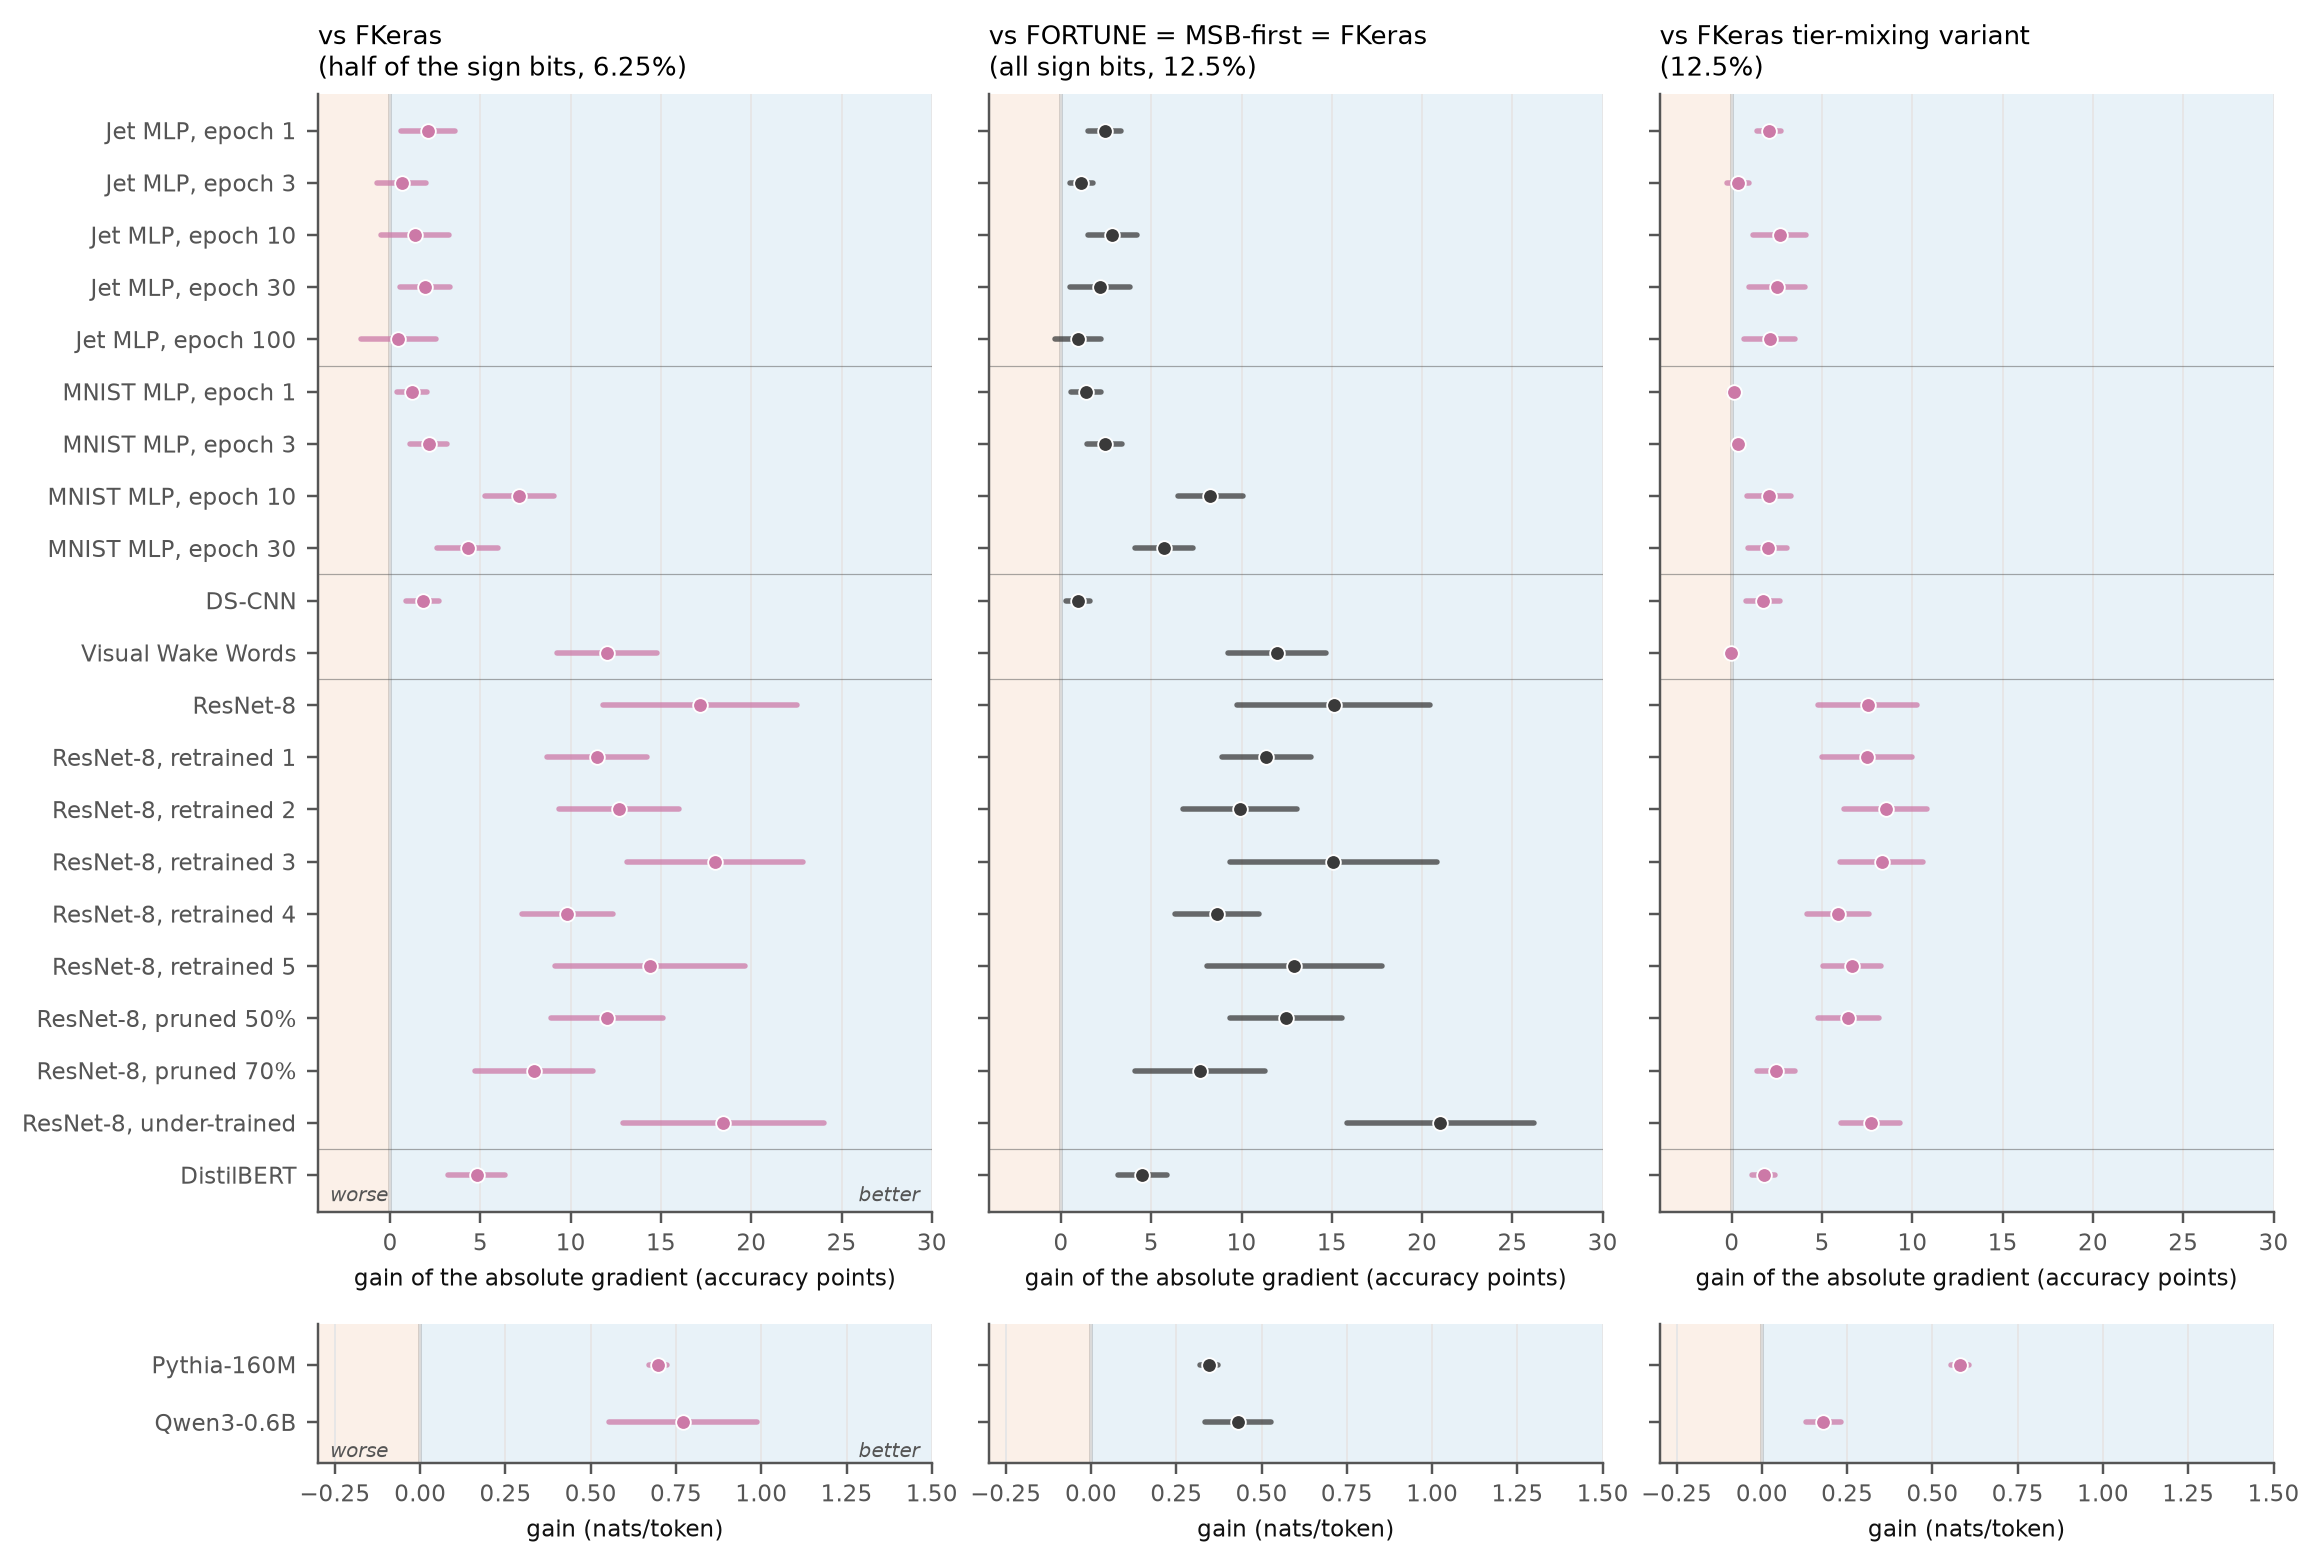 vs FKeras
(half of the sign bits, 6.25%)
vs FORTUNE = MSB-first = FKeras
(all sign bits, 12.5%)
vs FKeras tier-mixing variant
(12.5%)
Jet MLP, epoch 1
Jet MLP, epoch 3
Jet MLP, epoch 10
Jet MLP, epoch 30
Jet MLP, epoch 100
MNIST MLP, epoch 1
MNIST MLP, epoch 3
MNIST MLP, epoch 10
MNIST MLP, epoch 30
DS-CNN
Visual Wake Words
ResNet-8
ResNet-8, retrained 1
ResNet-8, retrained 2
ResNet-8, retrained 3
ResNet-8, retrained 4
ResNet-8, retrained 5
ResNet-8, pruned 50%
ResNet-8, pruned 70%
ResNet-8, under-trained
DistilBERT
worse better
0 5 10 15 20 25 30
0 5 10 15 20 25 30
0 5 10 15 20 25 30
gain of the absolute gradient (accuracy points)
gain of the absolute gradient (accuracy points)
gain of the absolute gradient (accuracy points)
Pythia-160M
Qwen3-0.6B
worse better
−0.25 0.00 0.25 0.50 0.75 1.00 1.25 1.50
−0.25 0.00 0.25 0.50 0.75 1.00 1.25 1.50
−0.25 0.00 0.25 0.50 0.75 1.00 1.25 1.50
gain (nats/token)
gain (nats/token)
gain (nats/token)